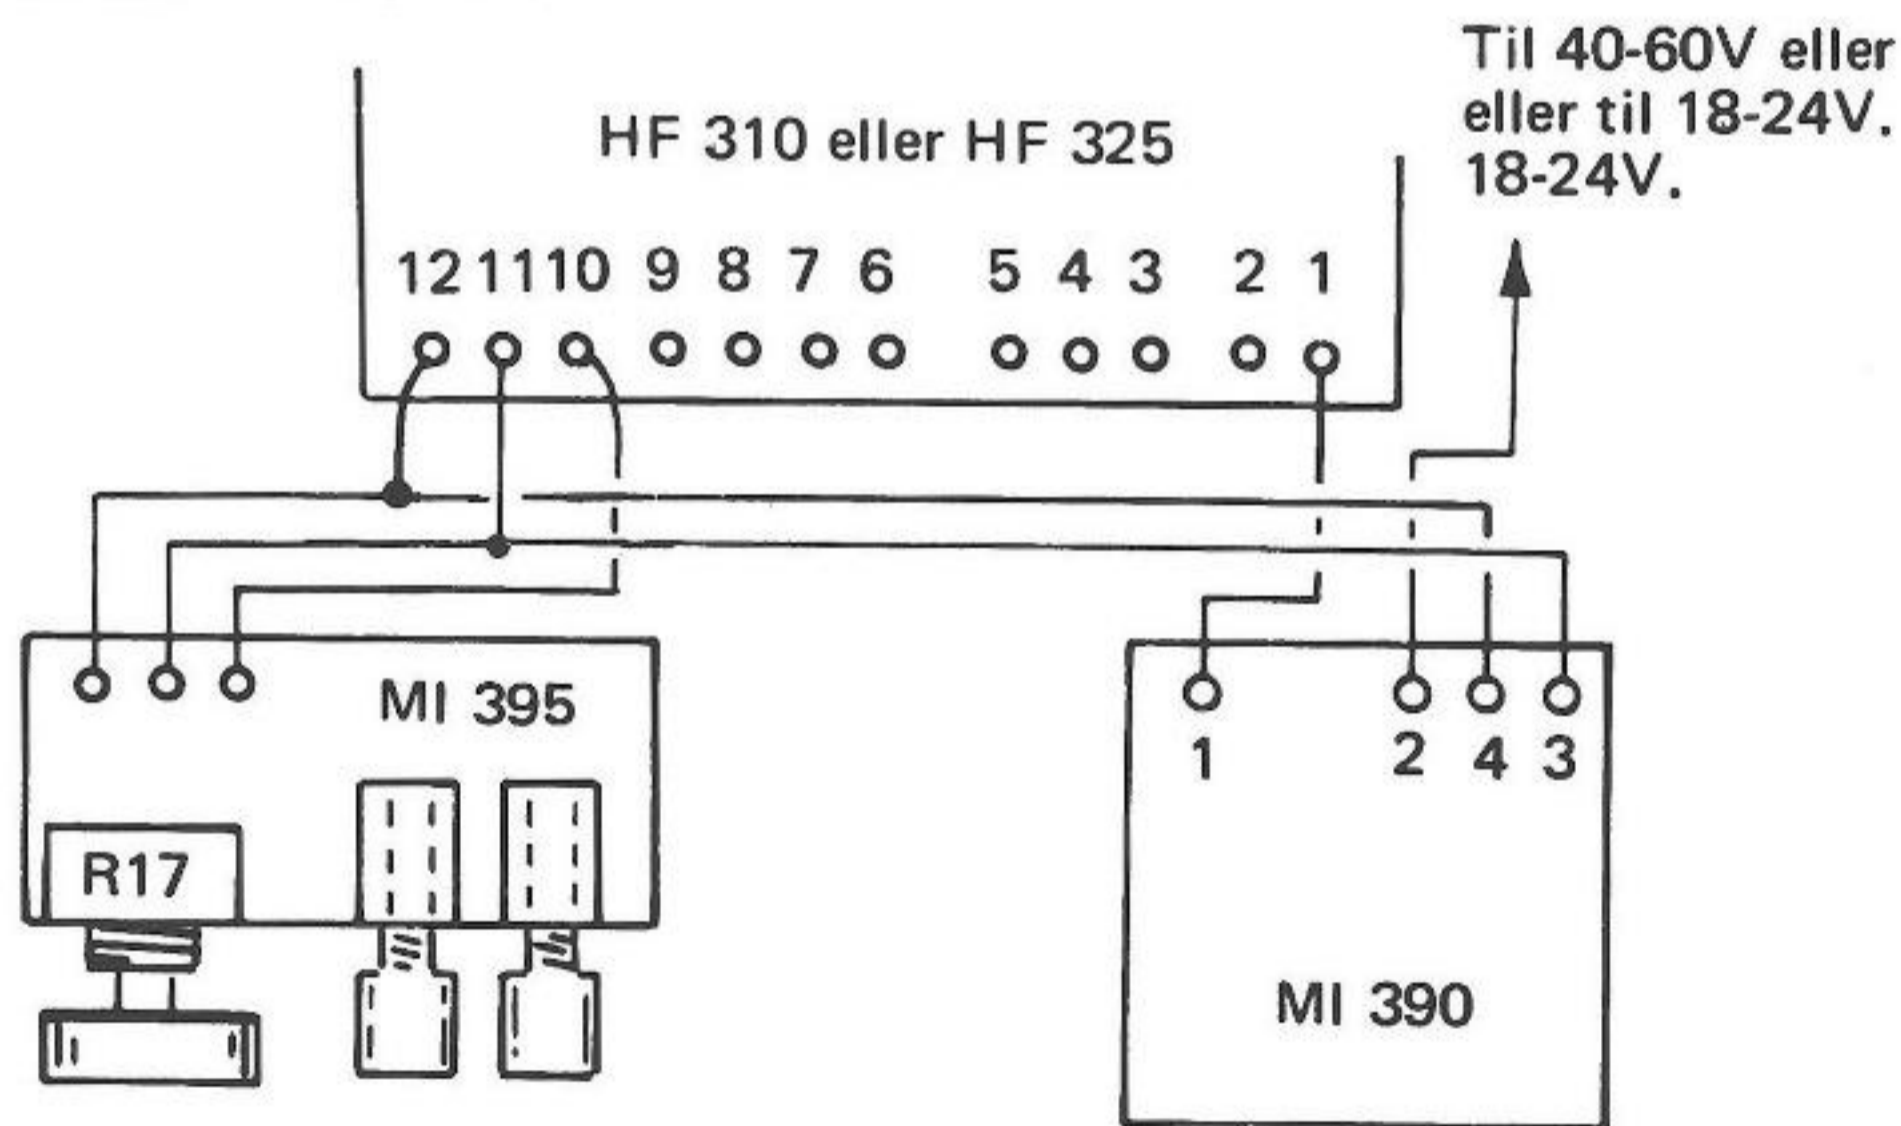 Til 40-60V eller
eller til 18-24V.
18-24V.
HF 310 eller HF 325
12 11 10 9 8 7 6 5 4 3 2 1
MI 395
R17
1 2 4 3
MI 390